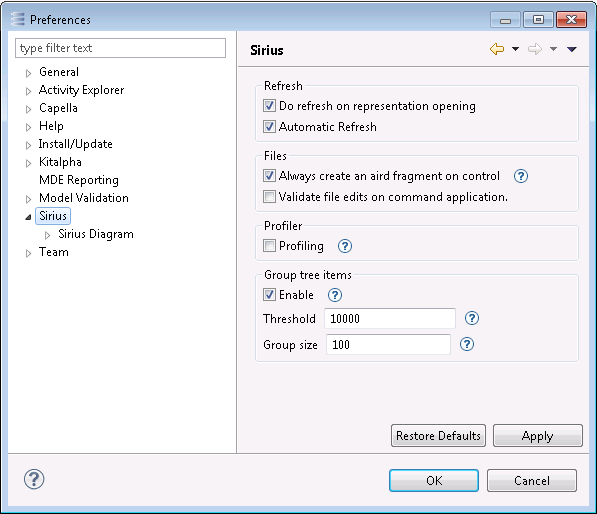 Preferences
type filter text
General
Activity Explorer
Capella
Help
Install/Update
Kitalpha
MDE Reporting
Model Validation
Sirius
Sirius Diagram
Team
Sirius
Refresh
Do refresh on representation opening
Automatic Refresh
Files
Always create an aird fragment on control
Validate file edits on command application.
Profiler
Profiling
Group tree items
Enable
Threshold 10000
Group size 100
Restore Defaults Apply
OK Cancel